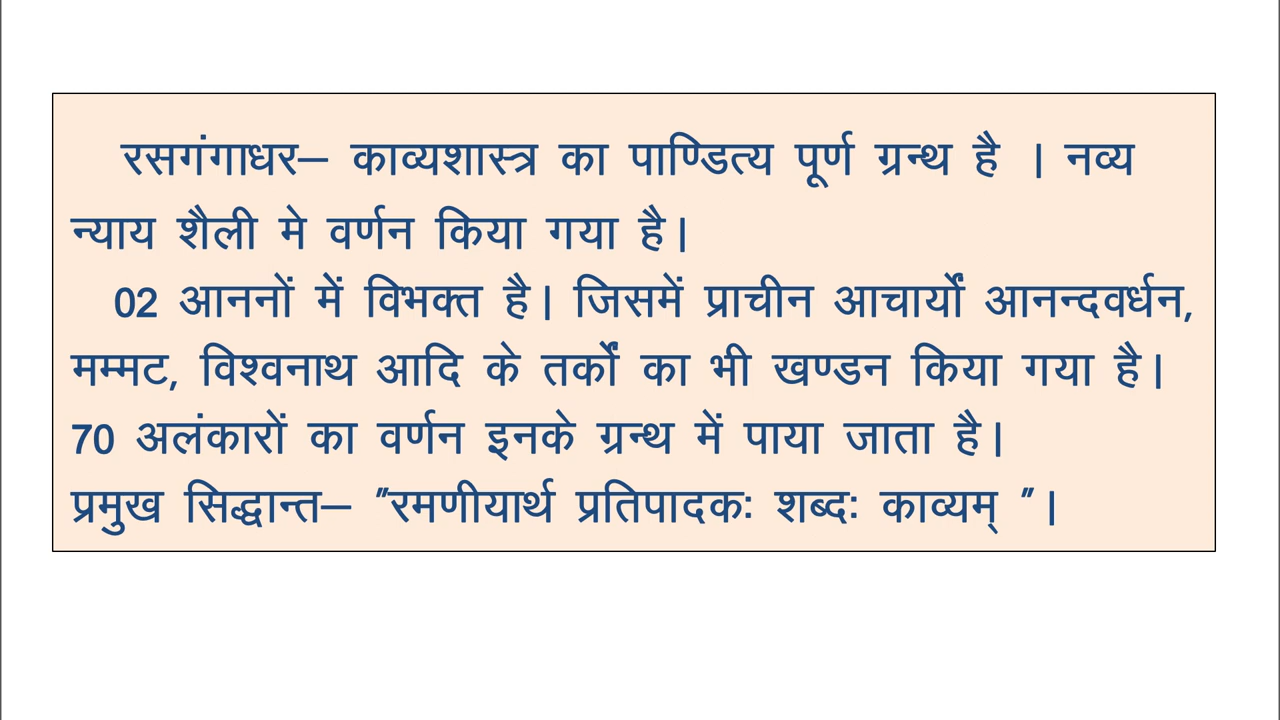 रसगंगाधर– काव्यशास्त्र का पाण्डित्य पूर्ण ग्रन्थ है । नव्य
न्याय शैली मे वर्णन किया गया है।
02 आननों में विभक्त है। जिसमें प्राचीन आचार्यों आनन्दवर्धन,
मम्मट, विश्वनाथ आदि के तर्कों का भी खण्डन किया गया है।
70 अलंकारों का वर्णन इनके ग्रन्थ में पाया जाता है।
प्रमुख सिद्धान्त– "रमणीयार्थ प्रतिपादकः शब्दः काव्यम् "।